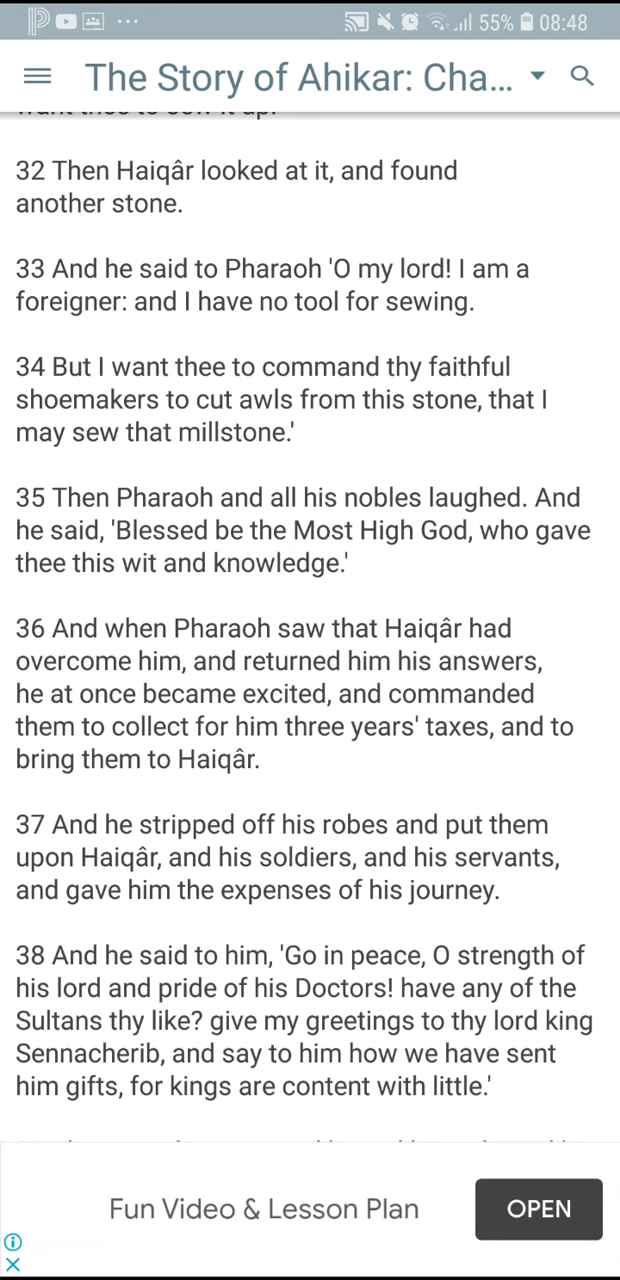 55% 08:48
The Story of Ahikar: Cha...
want thee to sew it up.'
32 Then Haiqâr looked at it, and found
another stone.
33 And he said to Pharaoh 'O my lord! I am a
foreigner: and I have no tool for sewing.
34 But I want thee to command thy faithful
shoemakers to cut awls from this stone, that I
may sew that millstone.'
35 Then Pharaoh and all his nobles laughed. And
he said, 'Blessed be the Most High God, who gave
thee this wit and knowledge.'
36 And when Pharaoh saw that Haiqâr had
overcome him, and returned him his answers,
he at once became excited, and commanded
them to collect for him three years' taxes, and to
bring them to Haiqâr.
37 And he stripped off his robes and put them
upon Haiqâr, and his soldiers, and his servants,
and gave him the expenses of his journey.
38 And he said to him, 'Go in peace, O strength of
his lord and pride of his Doctors! have any of the
Sultans thy like? give my greetings to thy lord king
Sennacherib, and say to him how we have sent
him gifts, for kings are content with little.'
Fun Video & Lesson Plan
OPEN